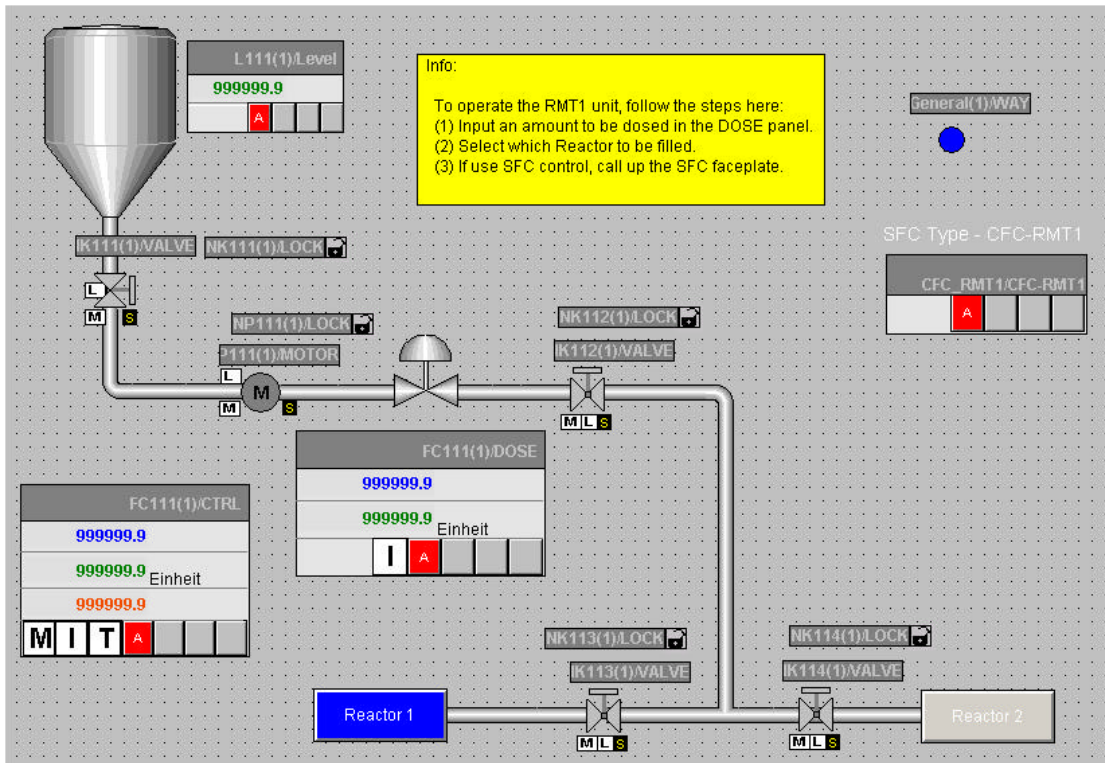 L111(1)/Level
999999.9
A
Info:
To operate the RMT1 unit, follow the steps here:
(1) Input an amount to be dosed in the DOSE panel.
(2) Select which Reactor to be filled.
(3) If use SFC control, call up the SFC faceplate.
General(1)/WAY
SFC Type - CFC-RMT1
CFC_RMT1/CFC-RMT1
A
IK111(1)/VALVE
NK111(1)/LOCK
L
M
S
NP111(1)/LOCK
P111(1)/MOTOR
L
M
M
S
NK112(1)/LOCK
IK112(1)/VALVE
M L S
FC111(1)/DOSE
999999.9
999999.9 Einheit
I A
FC111(1)/CTRL
999999.9
999999.9 Einheit
999999.9
M I T A
NK113(1)/LOCK
IK113(1)/VALVE
M L S
NK114(1)/LOCK
IK114(1)/VALVE
M L S
Reactor 1
Reactor 2